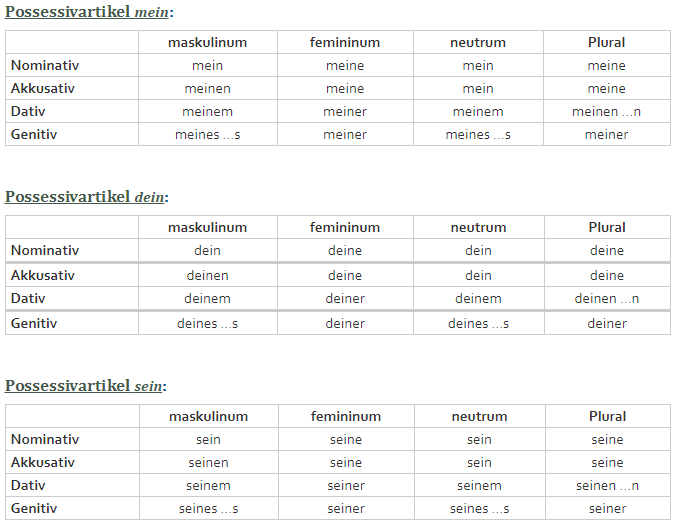 Possessivartikel mein:
maskulinum femininum neutrum Plural
Nominativ mein meine mein meine
Akkusativ meinen meine mein meine
Dativ meinem meiner meinem meinen ...n
Genitiv meines ...s meiner meines ...s meiner
Possessivartikel dein:
maskulinum femininum neutrum Plural
Nominativ dein deine dein deine
Akkusativ deinen deine dein deine
Dativ deinem deiner deinem deinen ...n
Genitiv deines ...s deiner deines ...s deiner
Possessivartikel sein:
maskulinum femininum neutrum Plural
Nominativ sein seine sein seine
Akkusativ seinen seine sein seine
Dativ seinem seiner seinem seinen ...n
Genitiv seines ...s seiner seines ...s seiner